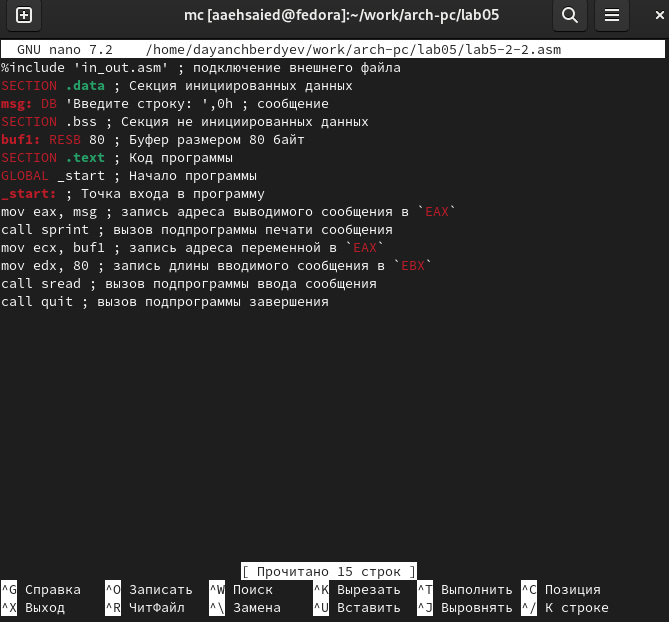 mc [aaehsaied@fedora]:~/work/arch-pc/lab05
GNU nano 7.2 /home/dayanchberdyev/work/arch-pc/lab05/lab5-2-2.asm
%include 'in_out.asm' ; подключение внешнего файла
SECTION .data ; Секция инициированных данных
msg: DB 'Введите строку: ',0h ; сообщение
SECTION .bss ; Секция не инициированных данных
buf1: RESB 80 ; Буфер размером 80 байт
SECTION .text ; Код программы
GLOBAL _start ; Начало программы
_start: ; Точка входа в программу
mov eax, msg ; запись адреса выводимого сообщения в `EAX`
call sprint ; вызов подпрограммы печати сообщения
mov ecx, buf1 ; запись адреса переменной в `EAX`
mov edx, 80 ; запись длины вводимого сообщения в `EBX`
call sread ; вызов подпрограммы ввода сообщения
call quit ; вызов подпрограммы завершения
[ Прочитано 15 строк ]
^G Справка ^O Записать ^W Поиск ^K Вырезать ^T Выполнить ^C Позиция
^X Выход ^R ЧитФайл ^\ Замена ^U Вставить ^J Выровнять ^/ К строке